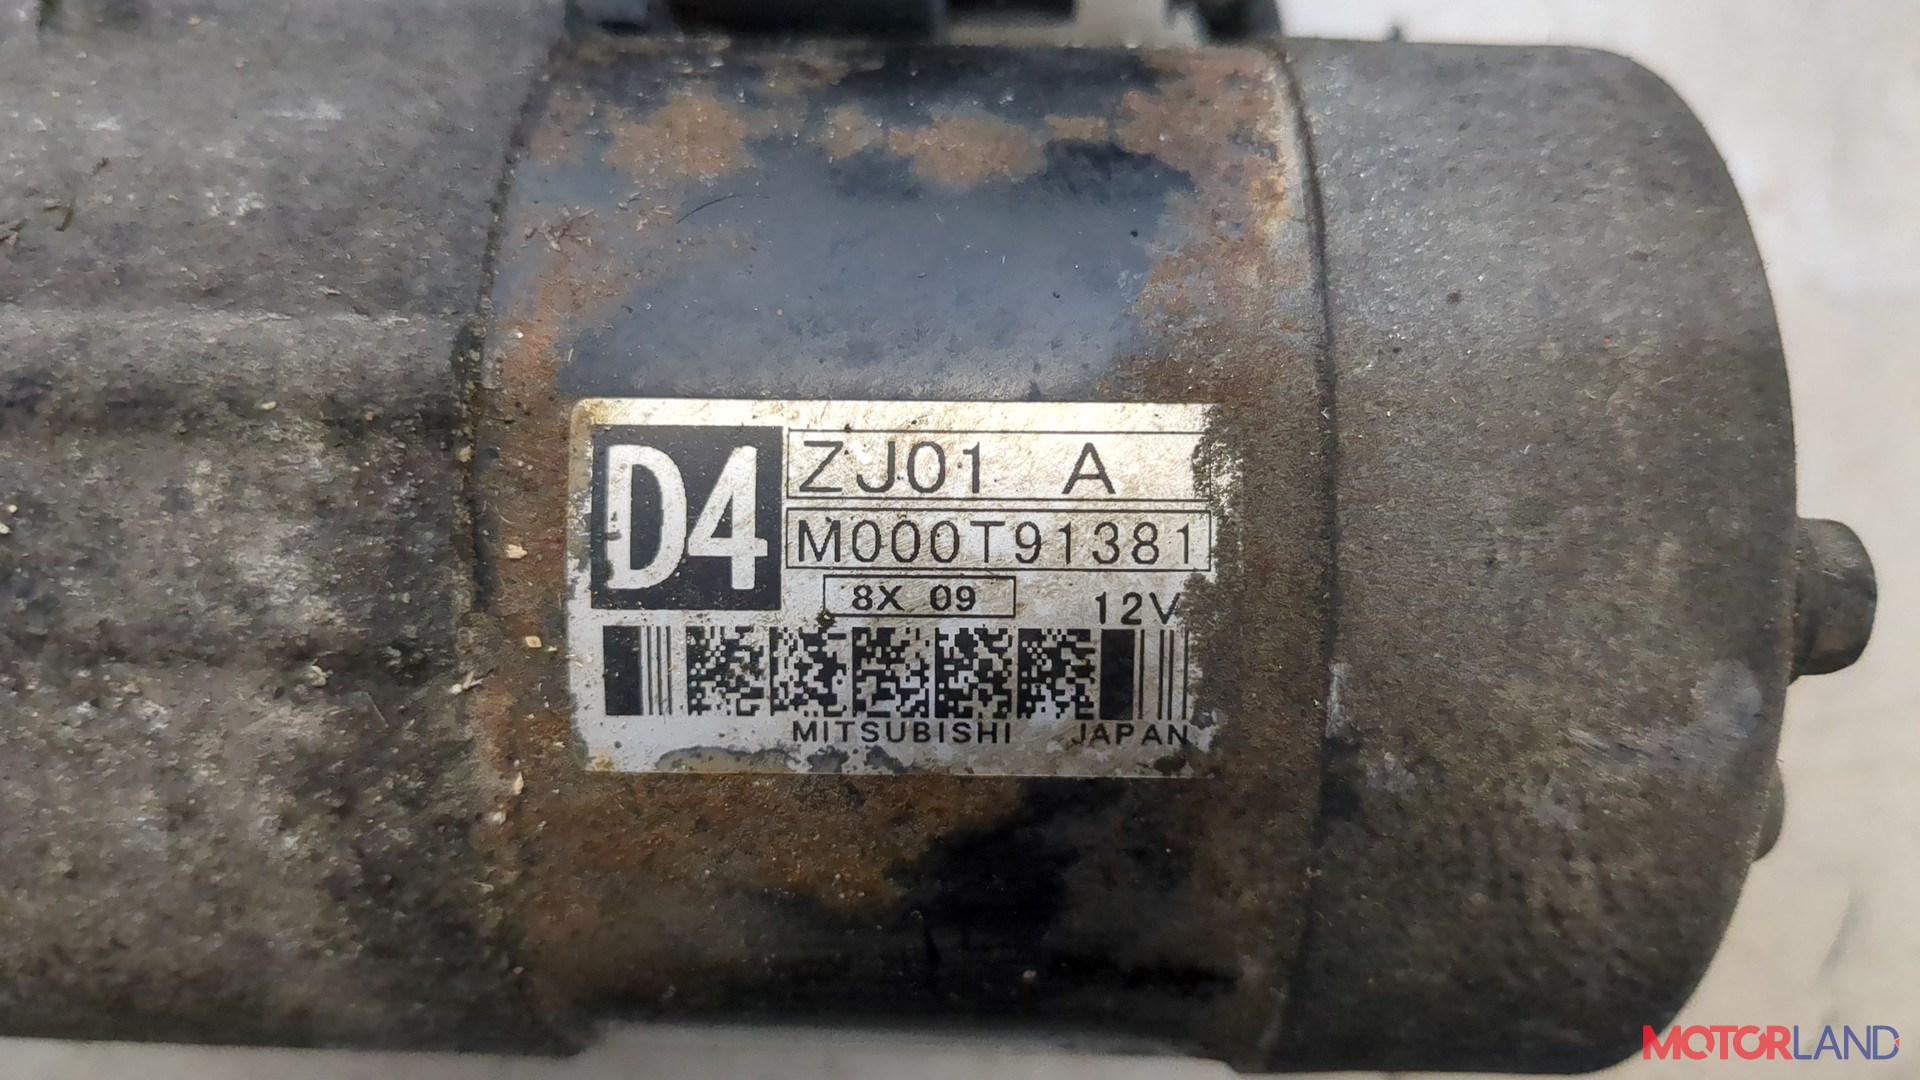 D4
ZJ01 A
M000T91381
8X 09
12V
MITSUBISHI JAPAN
MOTORLAND